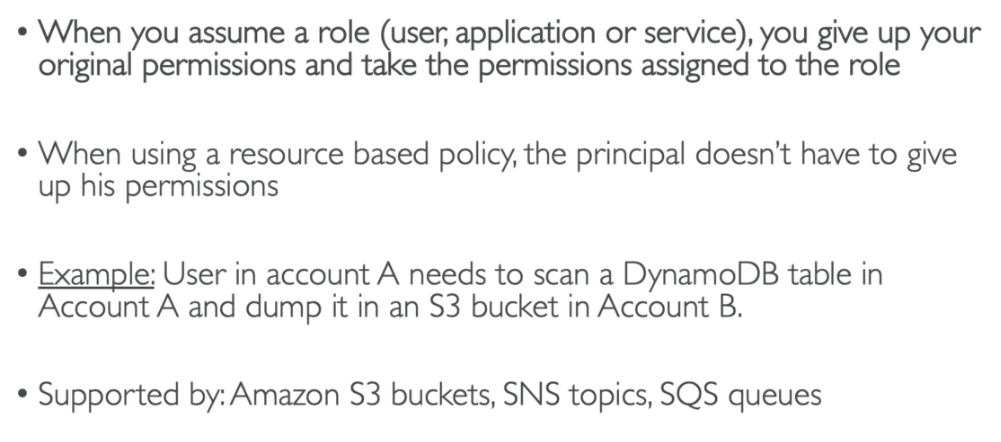 • When you assume a role (user, application or service), you give up your
original permissions and take the permissions assigned to the role
• When using a resource based policy, the principal doesn't have to give
up his permissions
• Example: User in account A needs to scan a DynamoDB table in
Account A and dump it in an S3 bucket in Account B.
• Supported by: Amazon S3 buckets, SNS topics, SQS queues